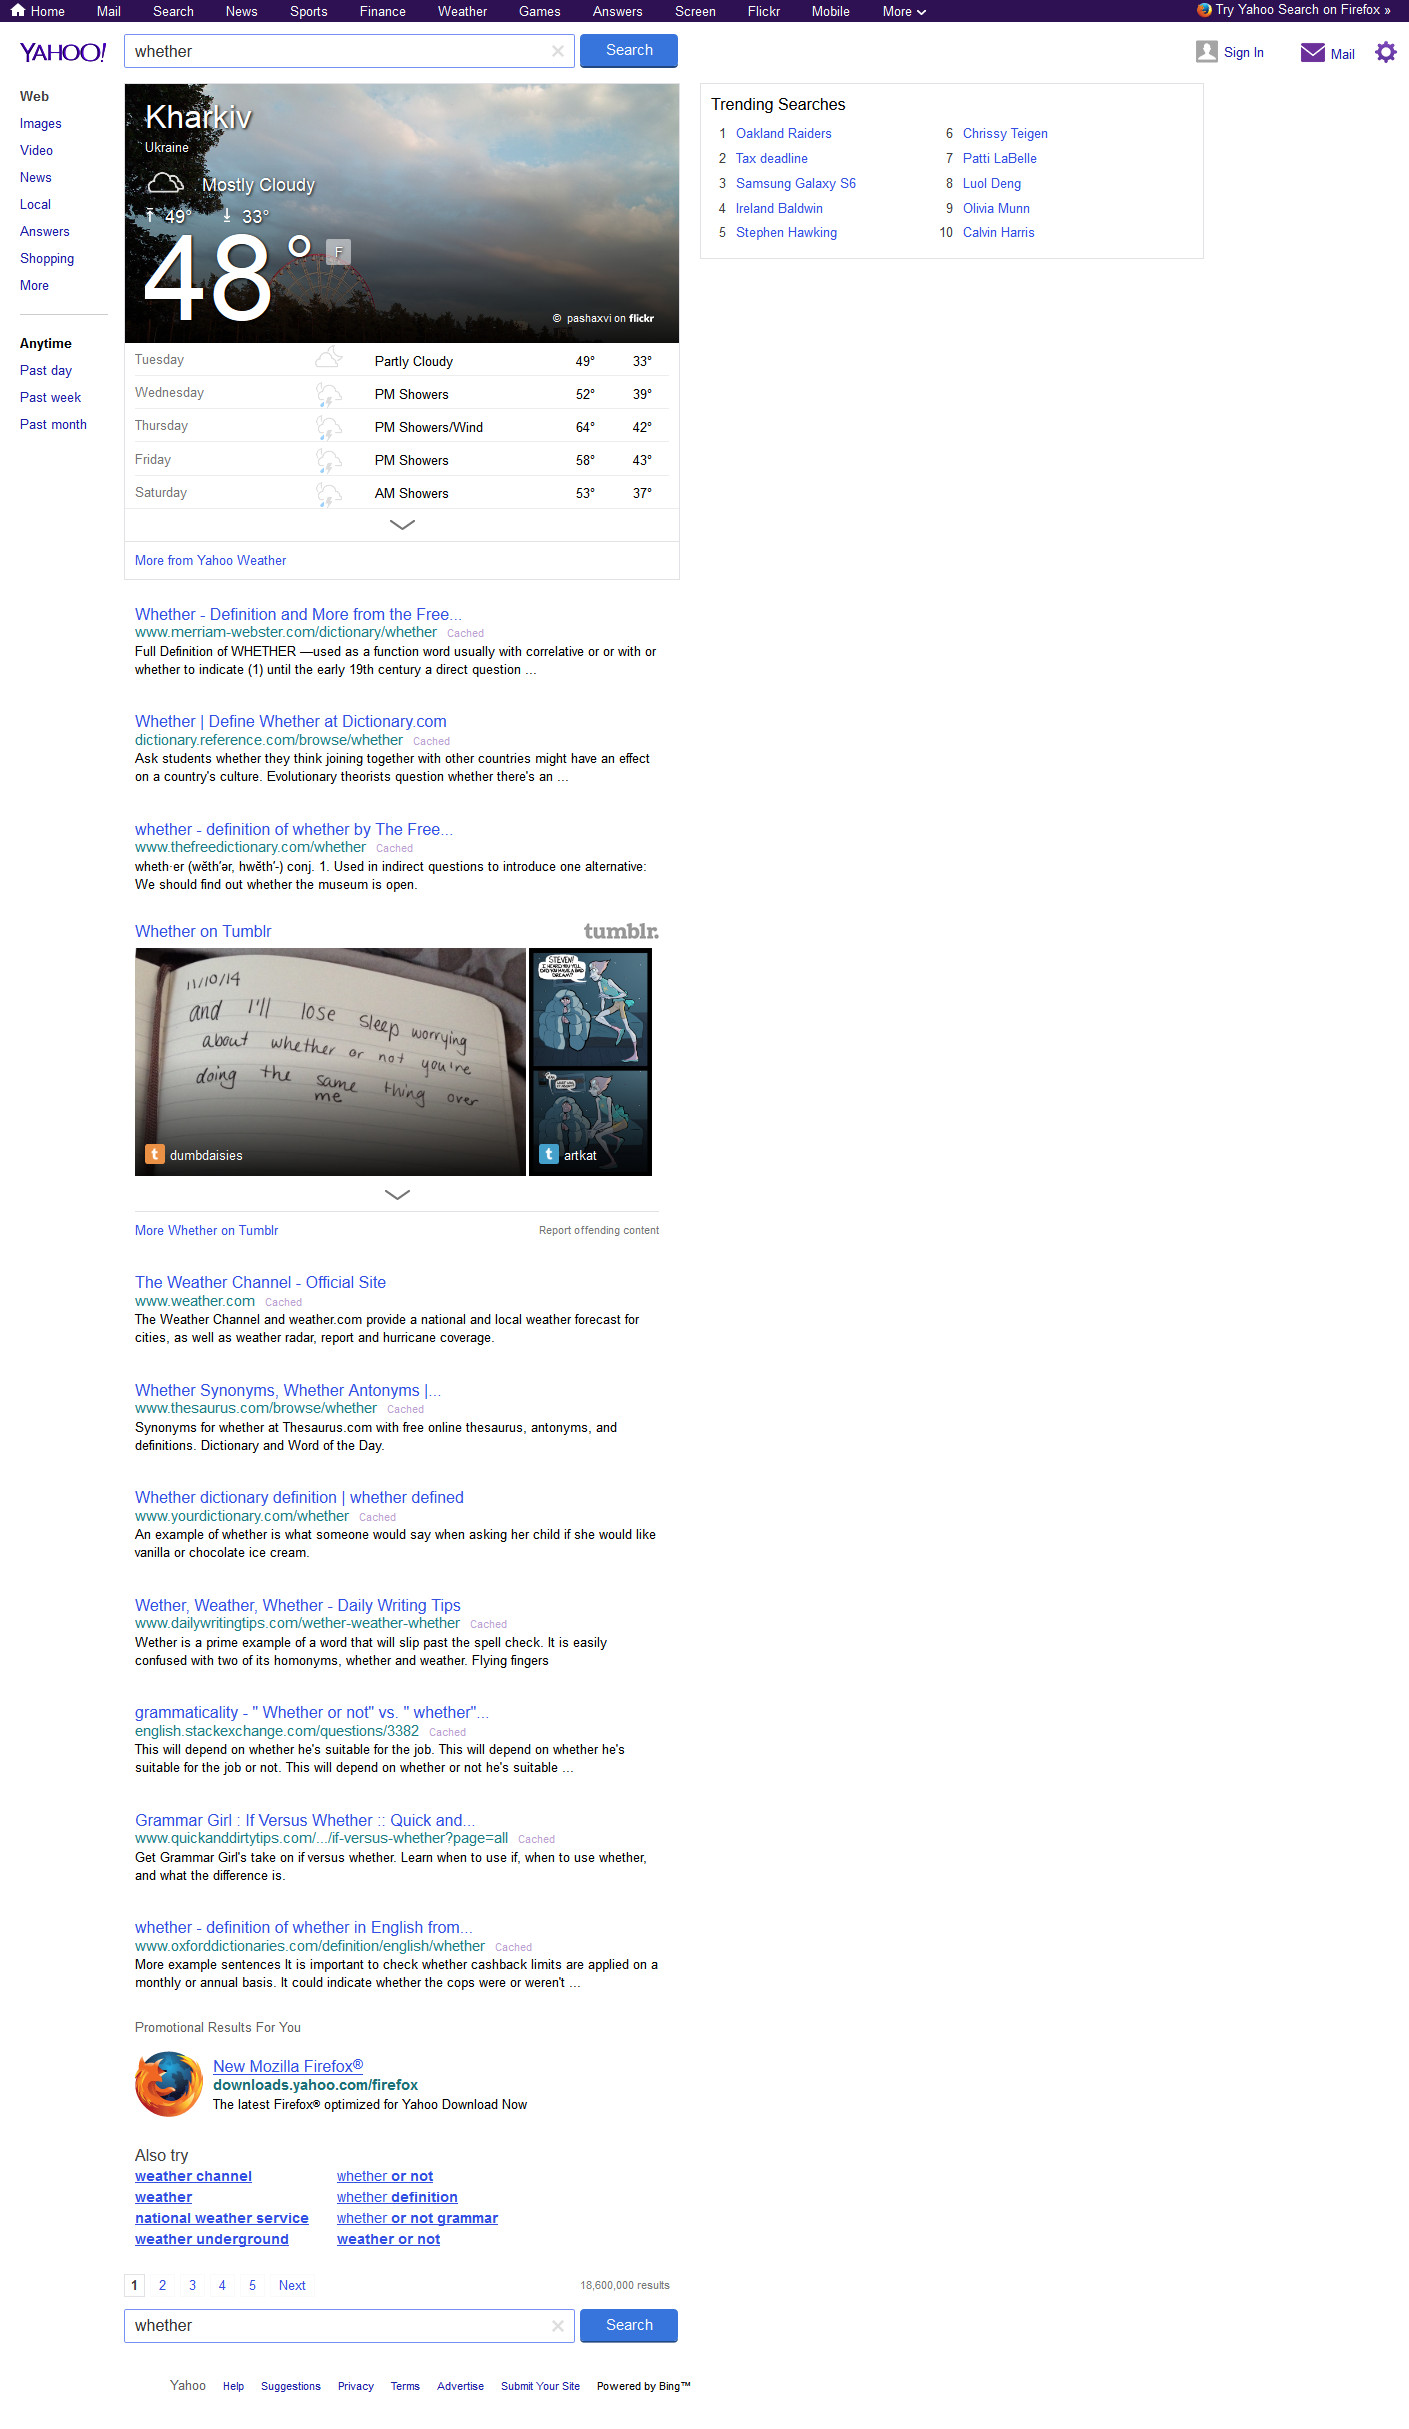 Home Mail Search News Sports Finance Weather Games Answers Screen Flickr Mobile More Try Yahoo Search on Firefox »
YAHOO! whether Search Sign In Mail
Web
Images
Video
News
Local
Answers
Shopping
More
Anytime
Past day
Past week
Past month
Kharkiv
Ukraine
Mostly Cloudy
49° 33°
48° F
© pashaxvi on flickr
Tuesday Partly Cloudy 49° 33°
Wednesday PM Showers 52° 39°
Thursday PM Showers/Wind 64° 42°
Friday PM Showers 58° 43°
Saturday AM Showers 53° 37°
More from Yahoo Weather
Trending Searches
1 Oakland Raiders
2 Tax deadline
3 Samsung Galaxy S6
4 Ireland Baldwin
5 Stephen Hawking
6 Chrissy Teigen
7 Patti LaBelle
8 Luol Deng
9 Olivia Munn
10 Calvin Harris
Whether - Definition and More from the Free...
www.merriam-webster.com/dictionary/whether Cached
Full Definition of WHETHER —used as a function word usually with correlative or or with or
whether to indicate (1) until the early 19th century a direct question ...
Whether | Define Whether at Dictionary.com
dictionary.reference.com/browse/whether Cached
Ask students whether they think joining together with other countries might have an effect
on a country's culture. Evolutionary theorists question whether there's an ...
whether - definition of whether by The Free...
www.thefreedictionary.com/whether Cached
wheth·er (wĕth′ər, hwĕth′-) conj. 1. Used in indirect questions to introduce one alternative:
We should find out whether the museum is open.
Whether on Tumblr tumblr.
11/10/14
and I'll lose sleep worrying
about whether or not you're
doing the same thing over
me
t dumbdaisies
STEVEN!
I HEARD YOU YELL.
DID YOU HAVE A BAD
DREAM?
t artkat
More Whether on Tumblr Report offending content
The Weather Channel - Official Site
www.weather.com Cached
The Weather Channel and weather.com provide a national and local weather forecast for
cities, as well as weather radar, report and hurricane coverage.
Whether Synonyms, Whether Antonyms |...
www.thesaurus.com/browse/whether Cached
Synonyms for whether at Thesaurus.com with free online thesaurus, antonyms, and
definitions. Dictionary and Word of the Day.
Whether dictionary definition | whether defined
www.yourdictionary.com/whether Cached
An example of whether is what someone would say when asking her child if she would like
vanilla or chocolate ice cream.
Wether, Weather, Whether - Daily Writing Tips
www.dailywritingtips.com/wether-weather-whether Cached
Wether is a prime example of a word that will slip past the spell check. It is easily
confused with two of its homonyms, whether and weather. Flying fingers
grammaticality - " Whether or not" vs. " whether"...
english.stackexchange.com/questions/3382 Cached
This will depend on whether he's suitable for the job. This will depend on whether he's
suitable for the job or not. This will depend on whether or not he's suitable ...
Grammar Girl : If Versus Whether :: Quick and...
www.quickanddirtytips.com/.../if-versus-whether?page=all Cached
Get Grammar Girl's take on if versus whether. Learn when to use if, when to use whether,
and what the difference is.
whether - definition of whether in English from...
www.oxforddictionaries.com/definition/english/whether Cached
More example sentences It is important to check whether cashback limits are applied on a
monthly or annual basis. It could indicate whether the cops were or weren't ...
Promotional Results For You
New Mozilla Firefox®
downloads.yahoo.com/firefox
The latest Firefox® optimized for Yahoo Download Now
Also try
weather channel whether or not
weather whether definition
national weather service whether or not grammar
weather underground weather or not
1 2 3 4 5 Next 18,600,000 results
whether Search
Yahoo Help Suggestions Privacy Terms Advertise Submit Your Site Powered by Bing™